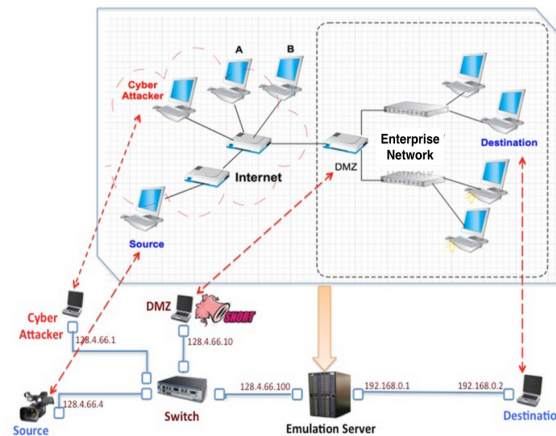 A
B
Cyber
Attacker
Enterprise
Network
Destination
DMZ
Internet
Source
DMZ
SNORT
Cyber
Attacker
128.4.66.1
128.4.66.10
128.4.66.100
192.168.0.1
192.168.0.2
128.4.66.4
Switch
Emulation Server
Destinatio
Source